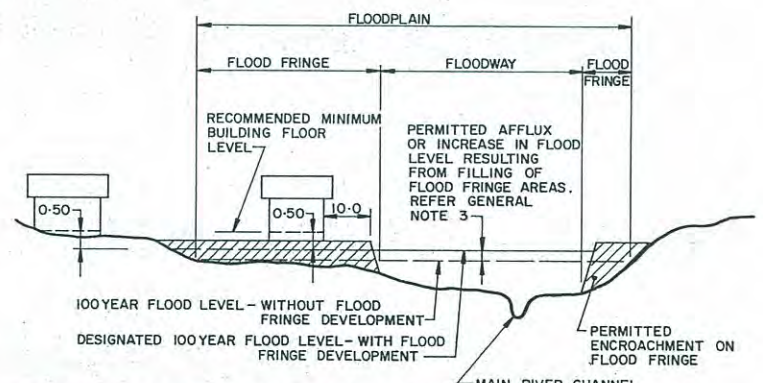 FLOODPLAIN
FLOOD FRINGE
FLOODWAY
FLOOD
FRINGE
RECOMMENDED MINIMUM
BUILDING FLOOR
LEVEL
PERMITTED AFFLUX
OR INCREASE IN FLOOD
LEVEL RESULTING
FROM FILLING OF
FLOOD FRINGE AREAS.
REFER GENERAL
NOTE 3
0·50
0·50
10·0
100 YEAR FLOOD LEVEL – WITHOUT FLOOD
FRINGE DEVELOPMENT
DESIGNATED 100 YEAR FLOOD LEVEL – WITH FLOOD
FRINGE DEVELOPMENT
PERMITTED
ENCROACHMENT ON
FLOOD FRINGE
MAIN RIVER CHANNEL